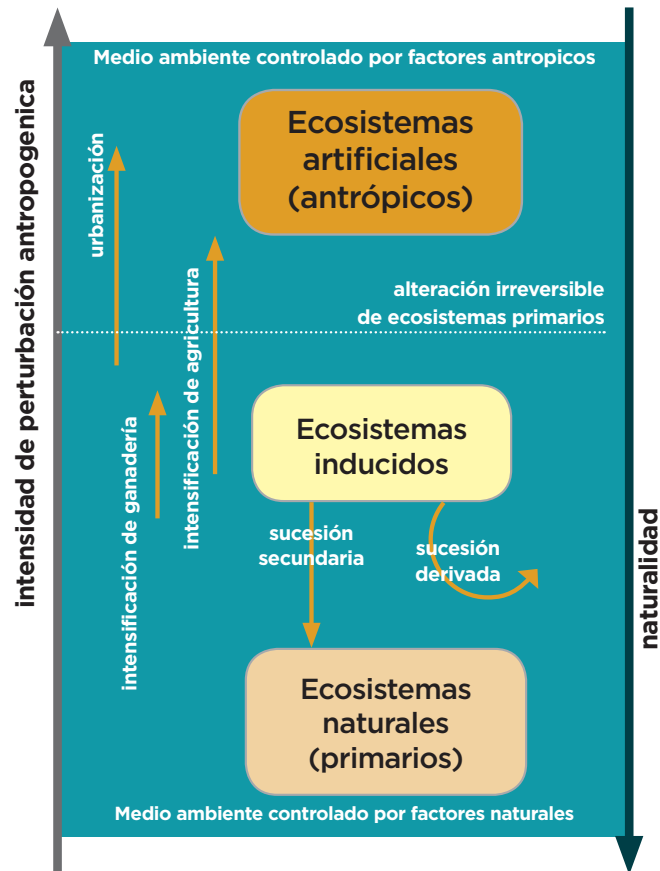 intensidad de perturbación antropogenica
Medio ambiente controlado por factores antropicos
Ecosistemas
artificiales
(antrópicos)
urbanización
intensificación de agricultura
alteración irreversible
de ecosistemas primarios
intensificación de ganadería
Ecosistemas
inducidos
sucesión
secundaria
sucesión
derivada
naturalidad
Ecosistemas
naturales
(primarios)
Medio ambiente controlado por factores naturales